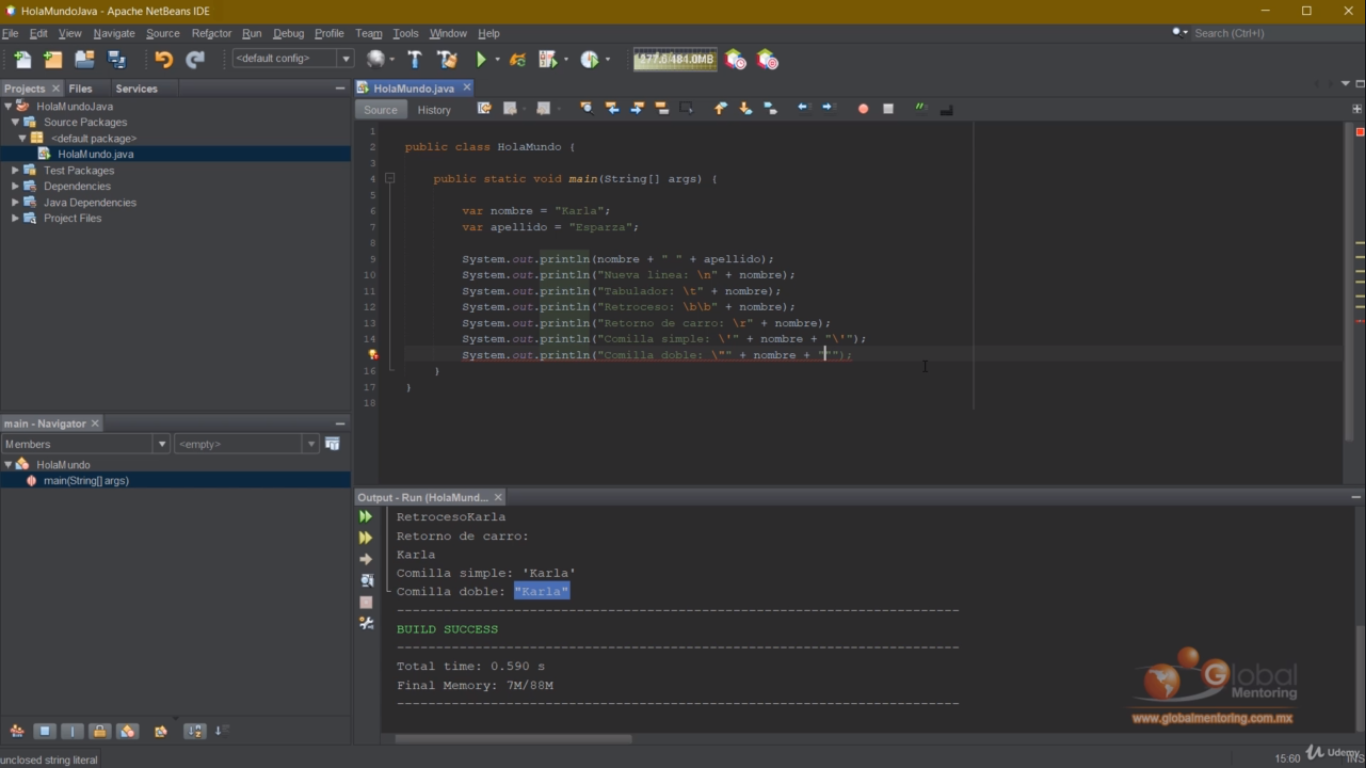 HolaMundoJava - Apache NetBeans IDE
File Edit View Navigate Source Refactor Run Debug Profile Team Tools Window Help
Search (Ctrl+I)
<default config>
Projects Files Services
HolaMundo.java
HolaMundoJava
Source Packages
<default package>
HolaMundo.java
Test Packages
Dependencies
Java Dependencies
Project Files
Source History
1
2 public class HolaMundo {
3
4 public static void main(String[] args) {
5
6 var nombre = "Karla";
7 var apellido = "Esparza";
8
9 System.out.println(nombre + " " + apellido);
10 System.out.println("Nueva linea: \n" + nombre);
11 System.out.println("Tabulador: \t" + nombre);
12 System.out.println("Retroceso: \b\b" + nombre);
13 System.out.println("Retorno de carro: \r" + nombre);
14 System.out.println("Comilla simple: \'" + nombre + "\'");
System.out.println("Comilla doble: \"" + nombre + """);
16 }
17 }
18
main - Navigator
Members <empty>
HolaMundo
main(String[] args)
Output - Run (HolaMund...
RetrocesoKarla
Retorno de carro:
Karla
Comilla simple: 'Karla'
Comilla doble: "Karla"
------------------------------------------------------------------------
BUILD SUCCESS
------------------------------------------------------------------------
Total time: 0.590 s
Final Memory: 7M/88M
------------------------------------------------------------------------
Global
Mentoring
www.globalmentoring.com.mx
unclosed string literal
15:60
INS
Udemy